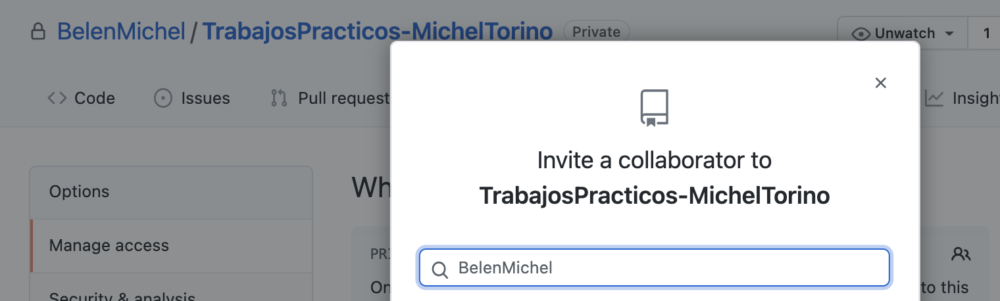 BelenMichel / TrabajosPracticos-MichelTorino Private
Unwatch 1
Code Issues Pull request
Insigh
Invite a collaborator to
TrabajosPracticos-MichelTorino
Options
Wh
Manage access
PRI
BelenMichel
On
to this
Security & analysis